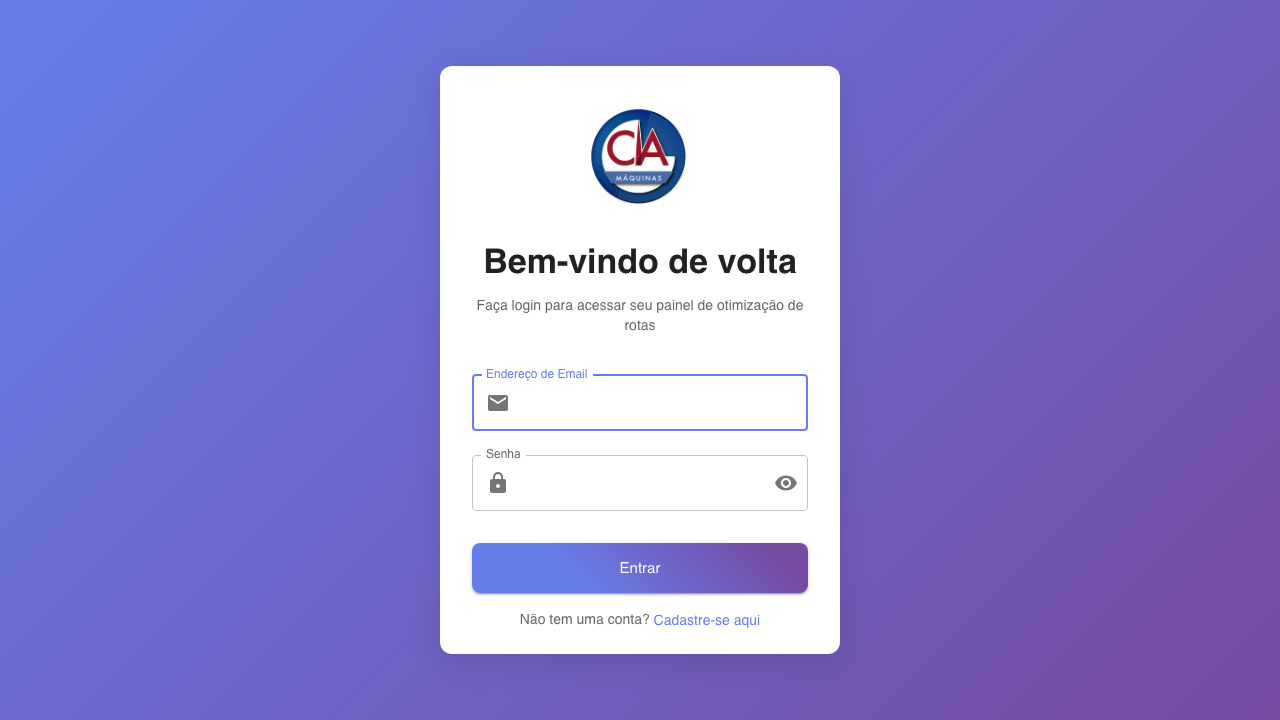 CIA
MÁQUINAS
Bem-vindo de volta
Faça login para acessar seu painel de otimização de
rotas
Endereço de Email
Senha
Entrar
Não tem uma conta? Cadastre-se aqui